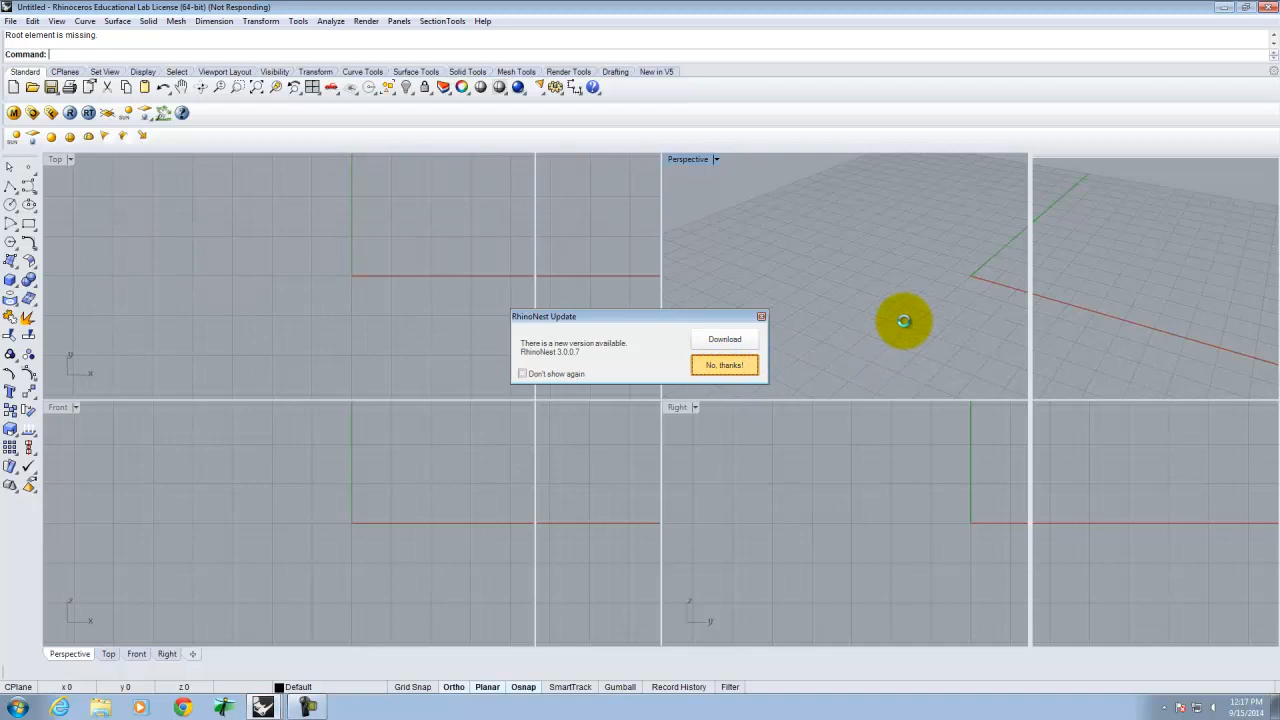 Untitled - Rhinoceros Educational Lab License (64-bit) (Not Responding)
File Edit View Curve Surface Solid Mesh Dimension Transform Tools Analyze Render Panels SectionTools Help
Root element is missing.
Command:
Standard CPlanes Set View Display Select Viewport Layout Visibility Transform Curve Tools Surface Tools Solid Tools Mesh Tools Render Tools Drafting New in V5
M R RT SUN
SUN
Top Perspective
RhinoNest Update
There is a new version available.
RhinoNest 3.0.0.7
Download
No, thanks!
Don't show again
y
x
Front Right
z
x
z
y
Perspective Top Front Right
CPlane x 0 y 0 z 0 Default Grid Snap Ortho Planar Osnap SmartTrack Gumball Record History Filter
12:17 PM
9/15/2014